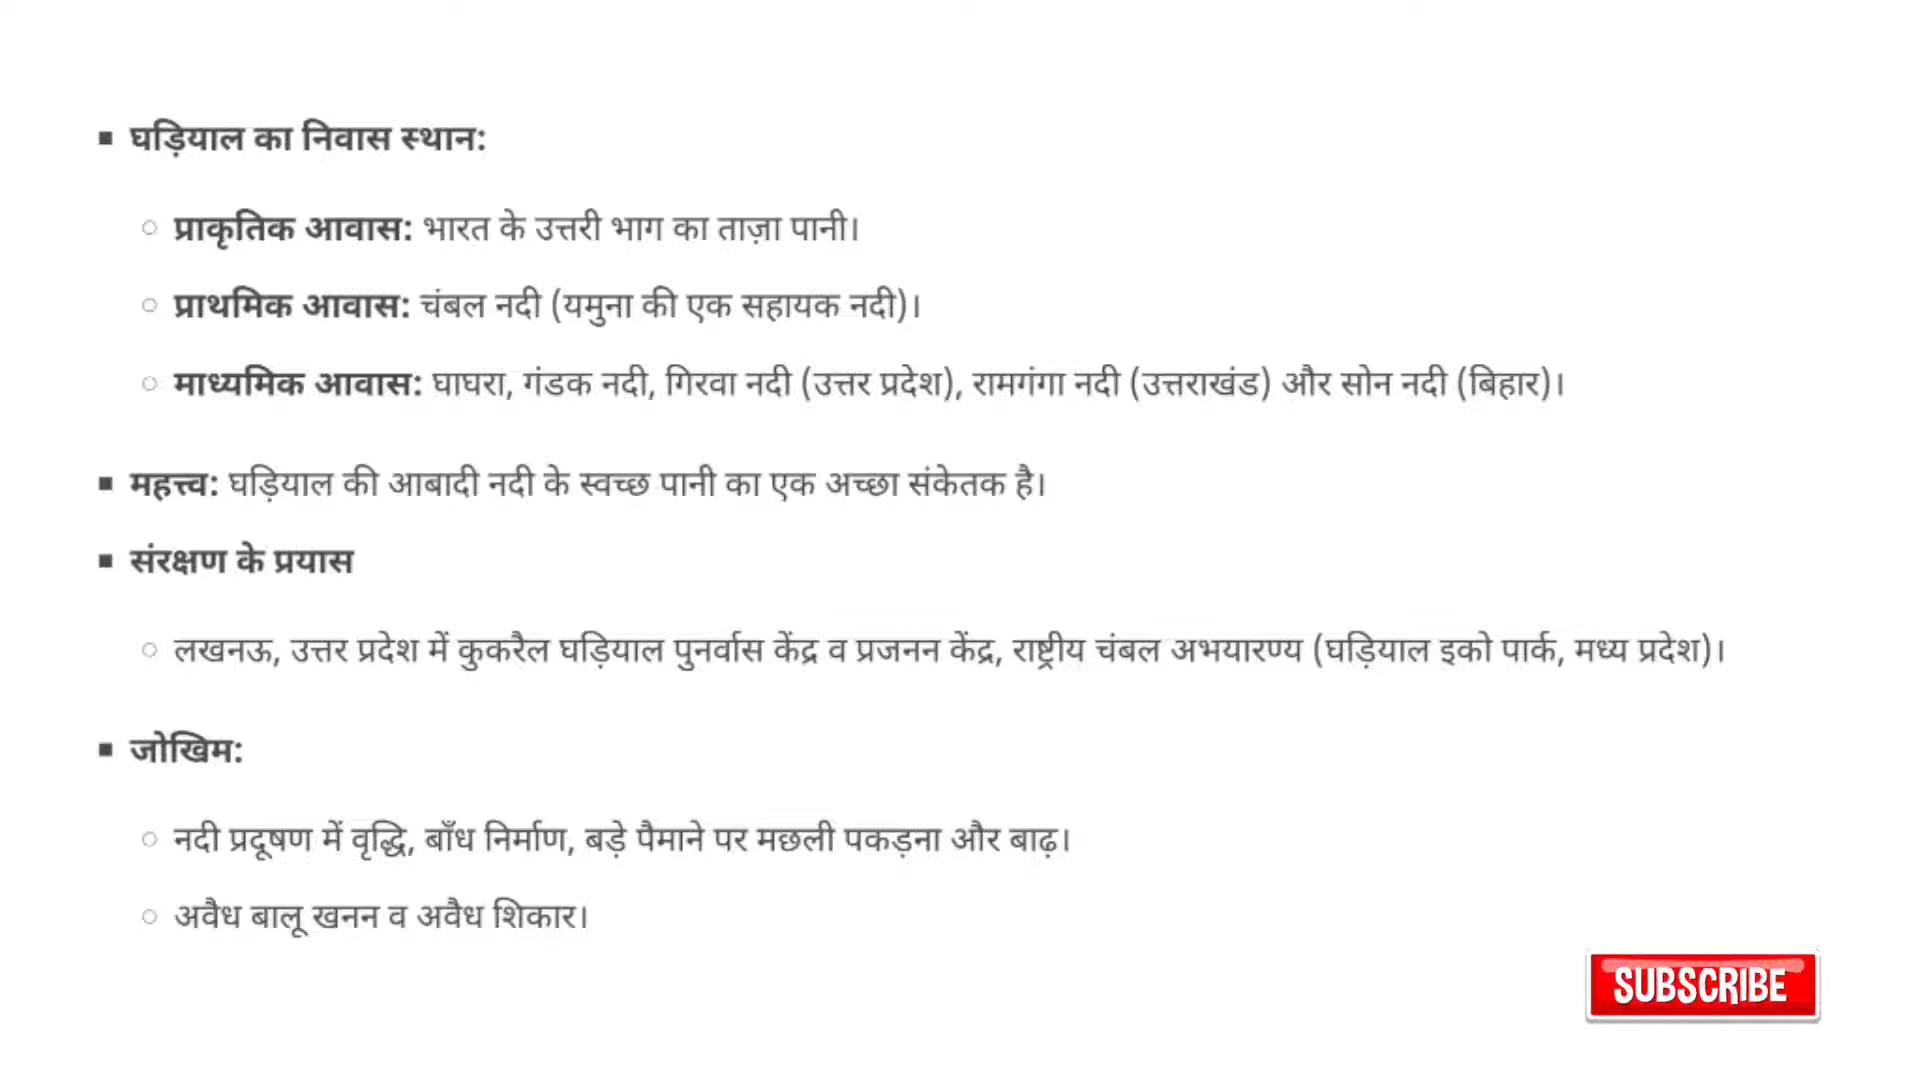 ▪ घड़ियाल का निवास स्थान:
○ प्राकृतिक आवास: भारत के उत्तरी भाग का ताज़ा पानी।
○ प्राथमिक आवास: चंबल नदी (यमुना की एक सहायक नदी)।
○ माध्यमिक आवास: घाघरा, गंडक नदी, गिरवा नदी (उत्तर प्रदेश), रामगंगा नदी (उत्तराखंड) और सोन नदी (बिहार)।
▪ महत्त्व: घड़ियाल की आबादी नदी के स्वच्छ पानी का एक अच्छा संकेतक है।
▪ संरक्षण के प्रयास
○ लखनऊ, उत्तर प्रदेश में कुकरैल घड़ियाल पुनर्वास केंद्र व प्रजनन केंद्र, राष्ट्रीय चंबल अभयारण्य (घड़ियाल इको पार्क, मध्य प्रदेश)।
▪ जोखिम:
○ नदी प्रदूषण में वृद्धि, बाँध निर्माण, बड़े पैमाने पर मछली पकड़ना और बाढ़।
○ अवैध बालू खनन व अवैध शिकार।
SUBSCRIBE